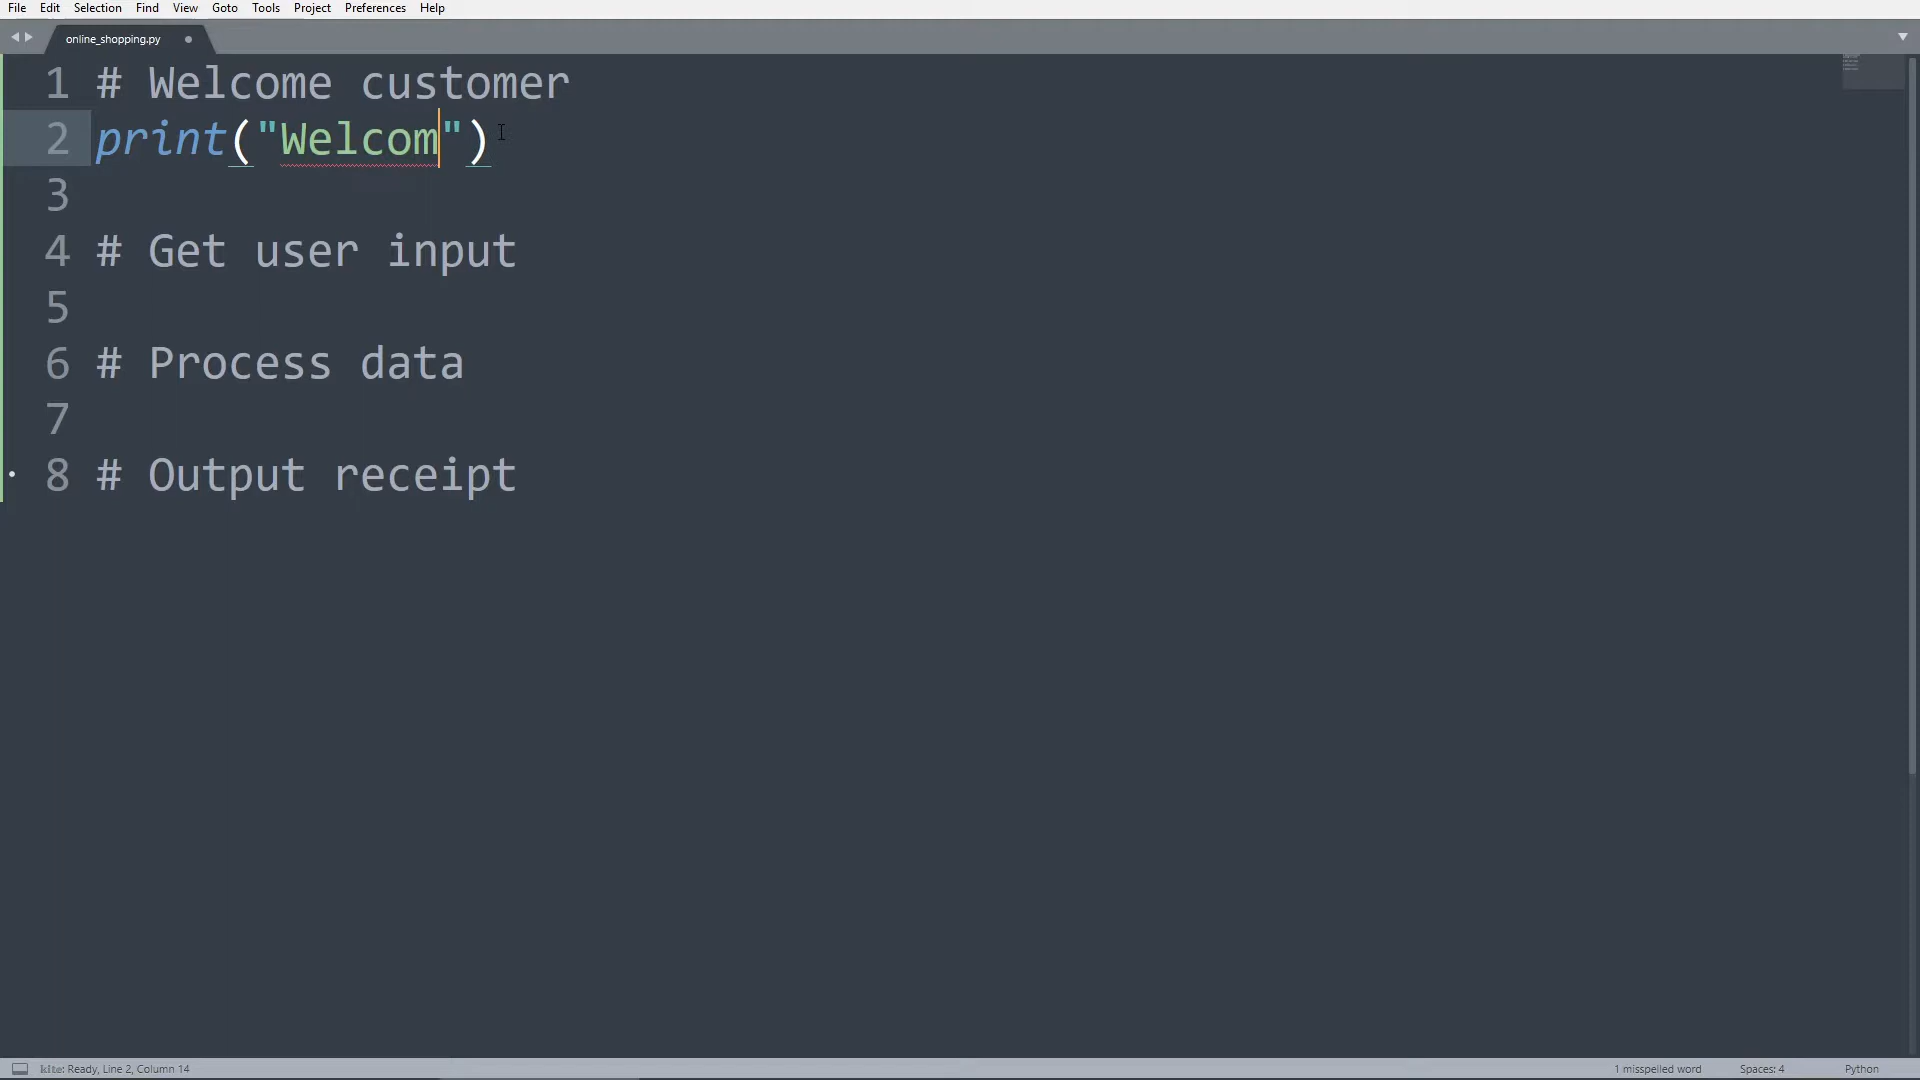 File Edit Selection Find View Goto Tools Project Preferences Help
online_shopping.py
1 # Welcome customer
2 print("Welcom")
3
4 # Get user input
5
6 # Process data
7
8 # Output receipt
kite: Ready, Line 2, Column 14 1 misspelled word Spaces: 4 Python